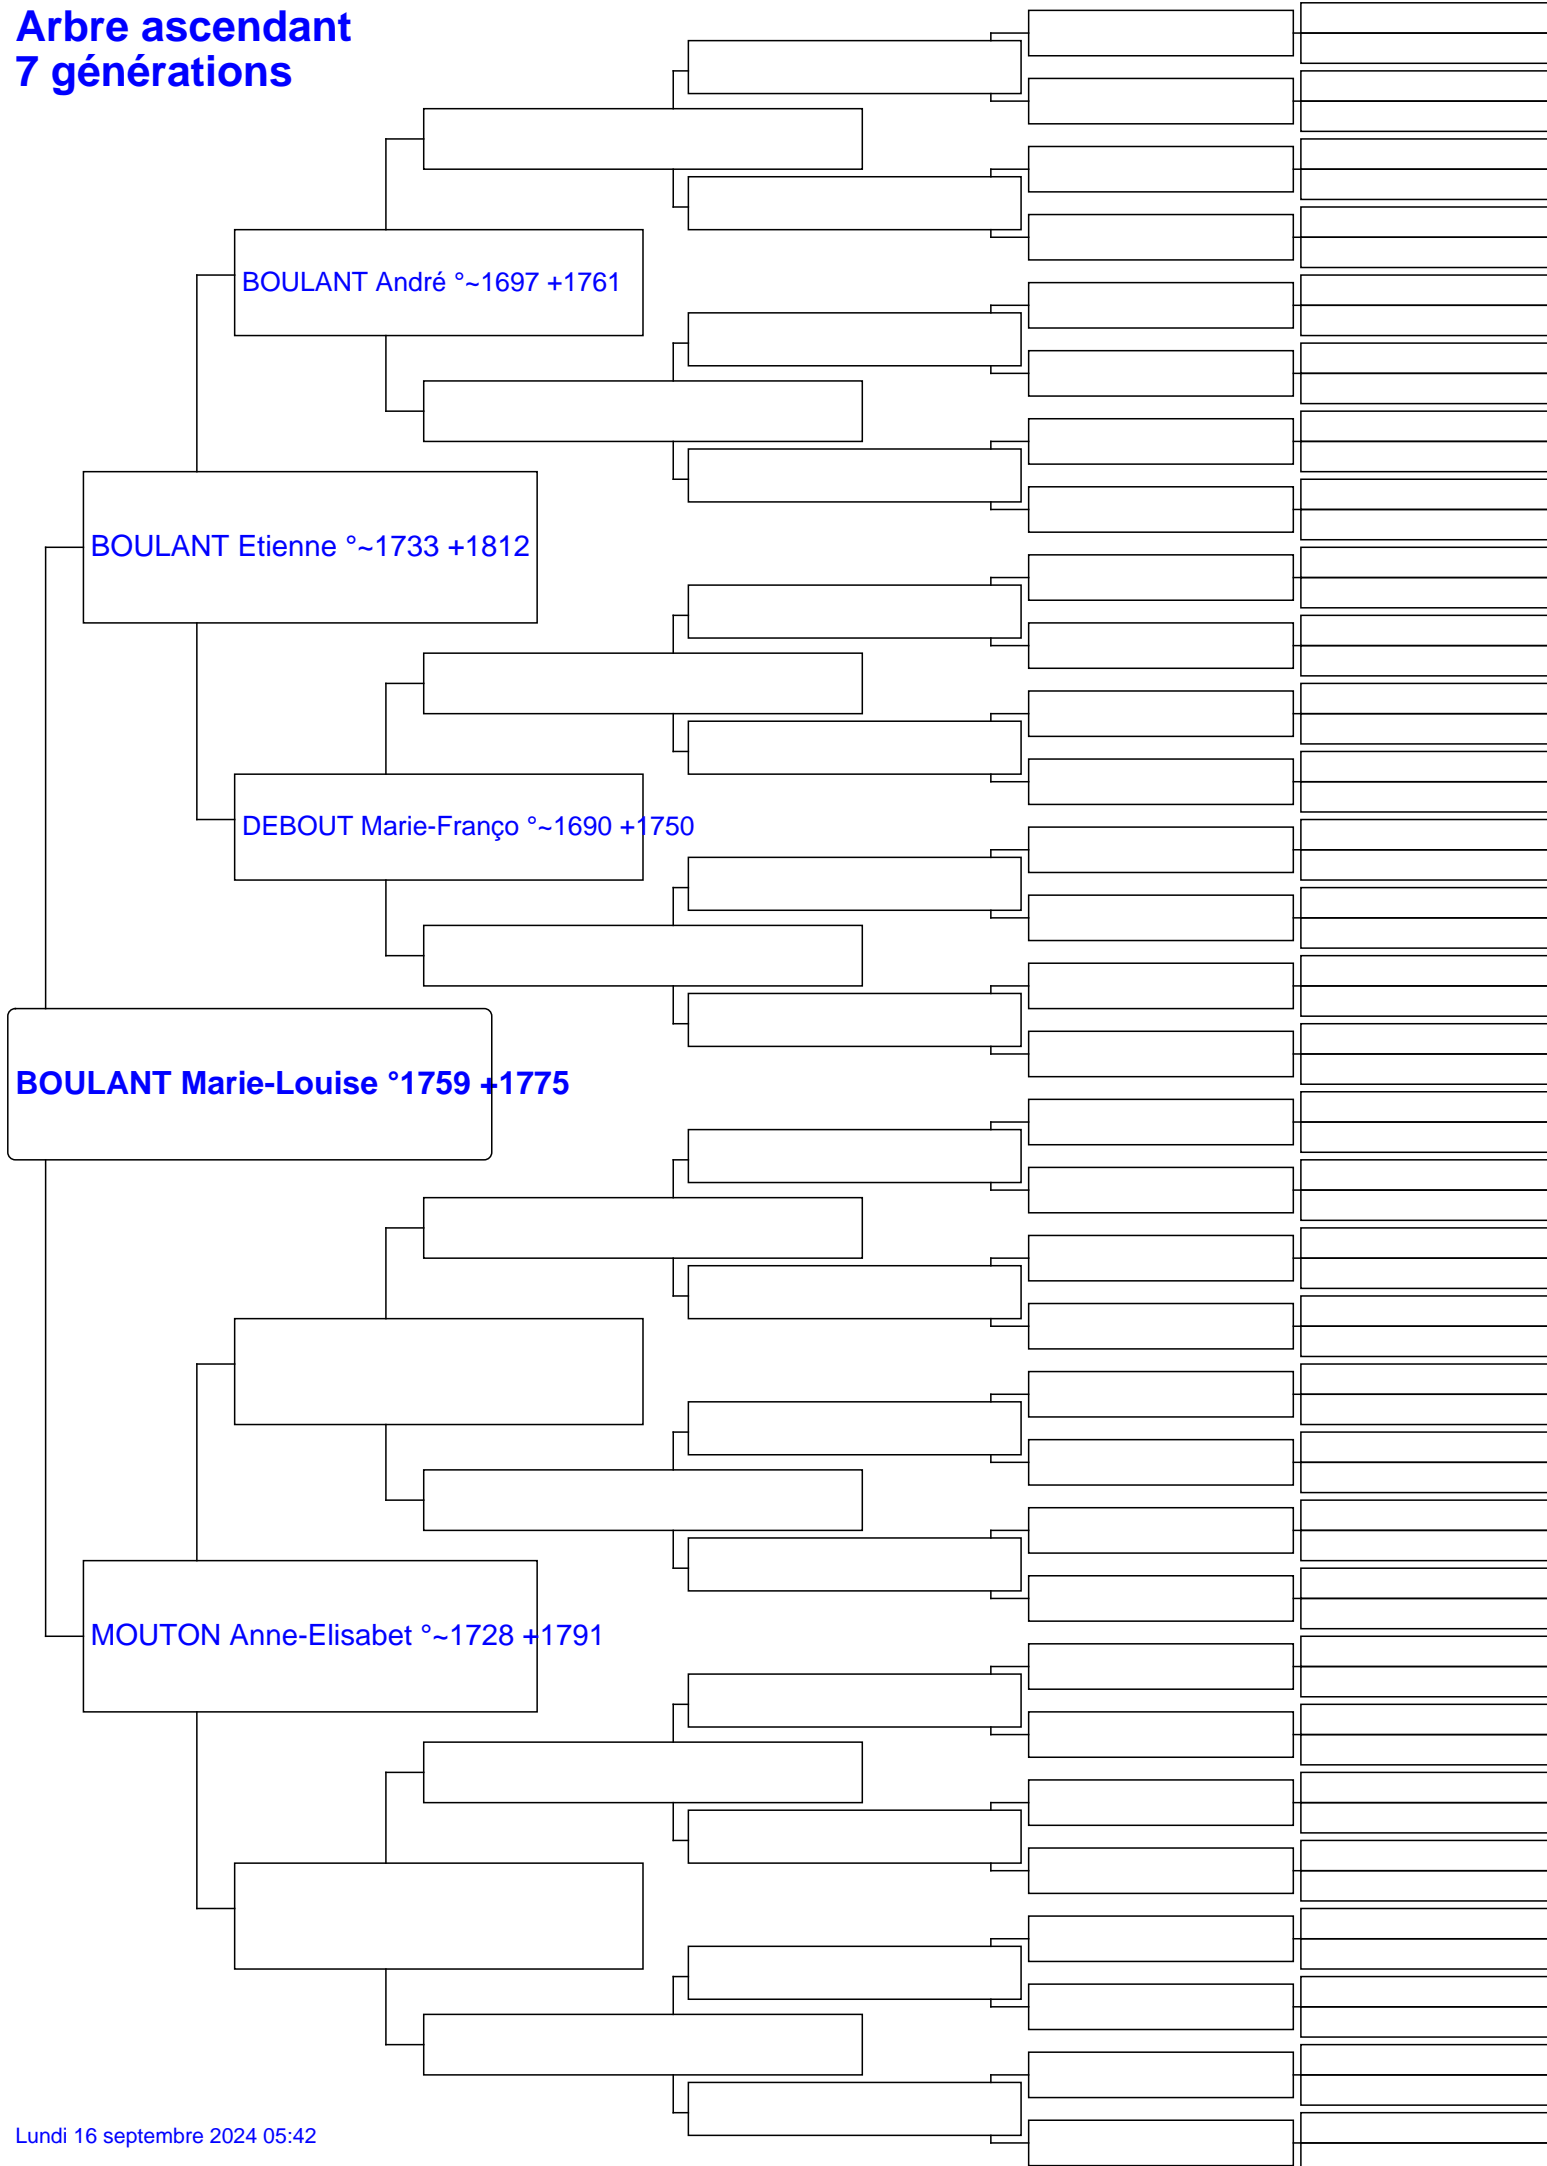 Arbre ascendant
7 générations
BOULANT André °~1697 +1761
BOULANT Etienne °~1733 +1812
DEBOUT Marie-Franço °~1690 +1750
BOULANT Marie-Louise °1759 +1775
MOUTON Anne-Elisabet °~1728 +1791
Lundi 16 septembre 2024 05:42